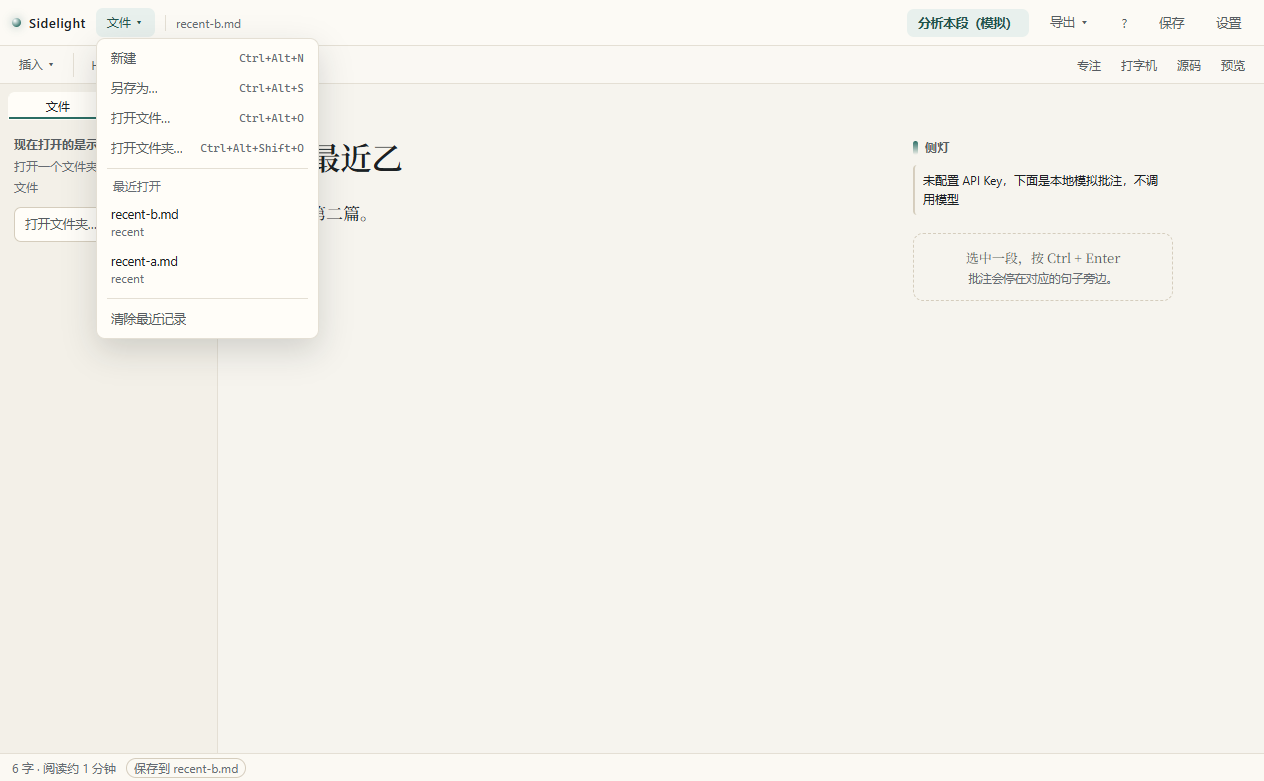 Sidelight 文件 recent-b.md 分析本段（模拟） 导出 ? 保存 设置
插入 专注 打字机 源码 预览
新建 Ctrl+Alt+N
另存为... Ctrl+Alt+S
打开文件... Ctrl+Alt+O
打开文件夹... Ctrl+Alt+Shift+O
最近打开
recent-b.md
recent
recent-a.md
recent
清除最近记录
文件
现在打开的是示
打开一个文件夹
文件
打开文件夹...
最近乙
第二篇。
侧灯
未配置 API Key，下面是本地模拟批注，不调
用模型
选中一段，按 Ctrl + Enter
批注会停在对应的句子旁边。
6 字 · 阅读约 1 分钟 保存到 recent-b.md